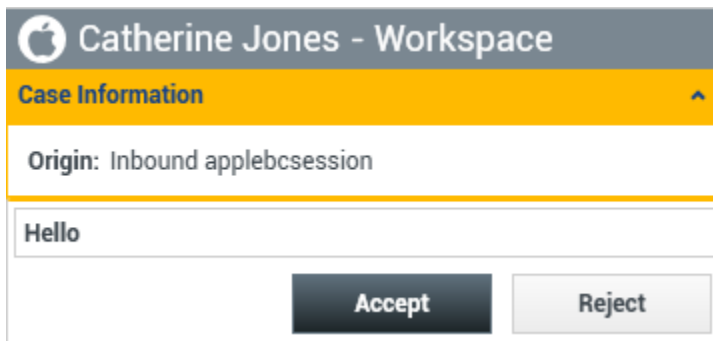 Catherine Jones - Workspace
Case Information
Origin: Inbound applebcsession
Hello
Accept Reject